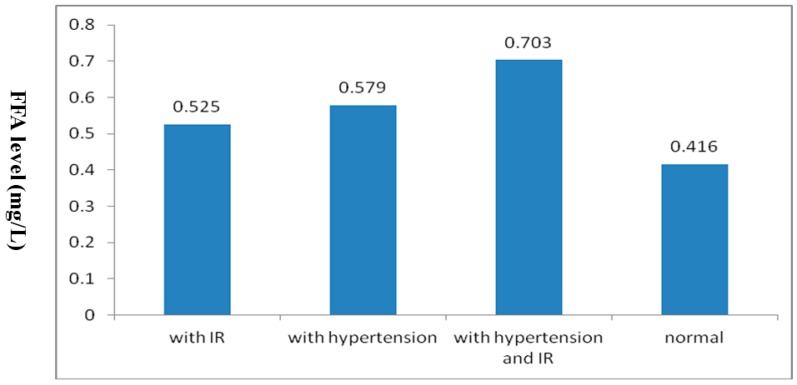 FFA level (mg/L)
0.8
0.7
0.6
0.5
0.4
0.3
0.2
0.1
0
0.525
0.579
0.703
0.416
with IR
with hypertension
with hypertension
and IR
normal